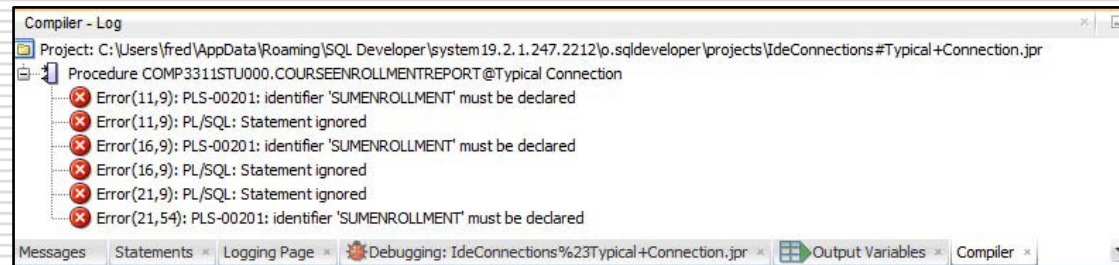 Compiler - Log
Project: C:\Users\fred\AppData\Roaming\SQL Developer\system19.2.1.247.2212\o.sqldeveloper\projects\IdeConnections#Typical+Connection.jpr
Procedure COMP3311STU000.COURSEENROLLMENTREPORT@Typical Connection
Error(11,9): PLS-00201: identifier 'SUMENROLLMENT' must be declared
Error(11,9): PL/SQL: Statement ignored
Error(16,9): PLS-00201: identifier 'SUMENROLLMENT' must be declared
Error(16,9): PL/SQL: Statement ignored
Error(21,9): PL/SQL: Statement ignored
Error(21,54): PLS-00201: identifier 'SUMENROLLMENT' must be declared
Messages Statements Logging Page Debugging: IdeConnections%23Typical+Connection.jpr Output Variables Compiler